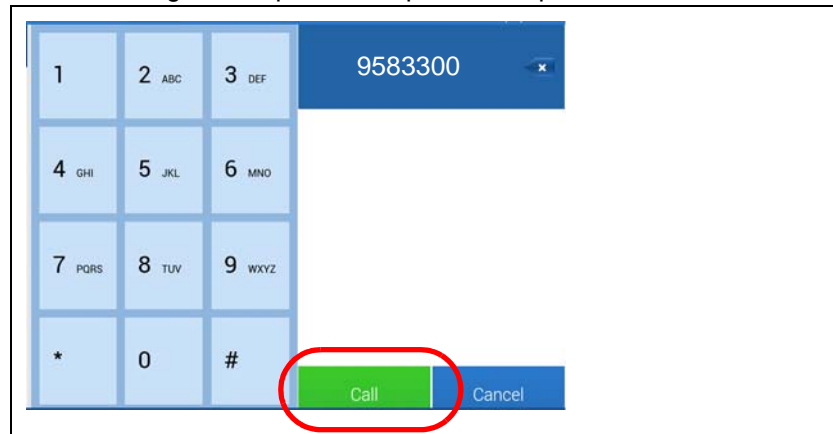 1
2 ABC
3 DEF
9583300
4 GHI
5 JKL
6 MNO
7 PQRS
8 TUV
9 WXYZ
*
0
#
Call
Cancel